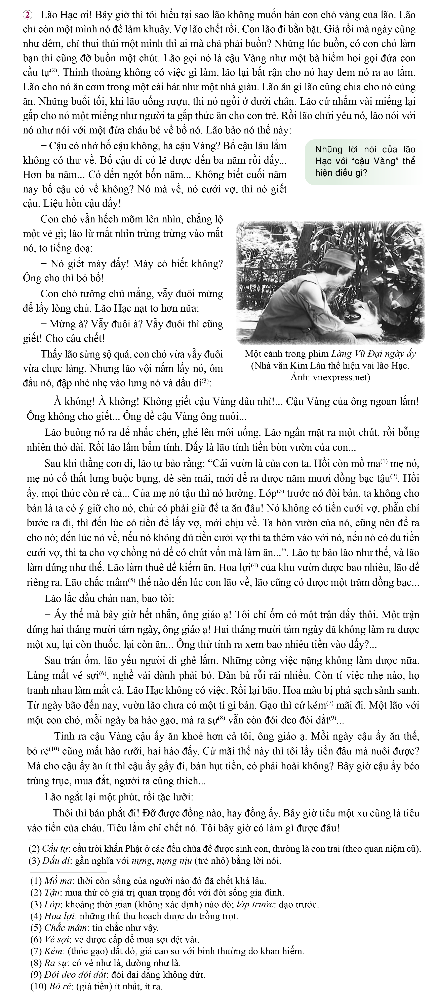 ② Lão Hạc ơi! Bây giờ thì tôi hiểu tại sao lão không muốn bán con chó vàng của lão. Lão
chỉ còn một mình nó để làm khuây. Vợ lão chết rồi. Con lão đi bằn bặt. Già rồi mà ngày cũng
như đêm, chỉ thui thủi một mình thì ai mà chả phải buồn? Những lúc buồn, có con chó làm
bạn thì cũng đỡ buồn một chút. Lão gọi nó là cậu Vàng như một bà hiếm hoi gọi đứa con
cầu tự(2). Thỉnh thoảng không có việc gì làm, lão lại bắt rận cho nó hay đem nó ra ao tắm.
Lão cho nó ăn cơm trong một cái bát như một nhà giàu. Lão ăn gì lão cũng chia cho nó cùng
ăn. Những buổi tối, khi lão uống rượu, thì nó ngồi ở dưới chân. Lão cứ nhắm vài miếng lại
gắp cho nó một miếng như người ta gắp thức ăn cho con trẻ. Rồi lão chửi yêu nó, lão nói với
nó như nói với một đứa cháu bé về bố nó. Lão bảo nó thế này:
− Cậu có nhớ bố cậu không, hả cậu Vàng? Bố cậu lâu lắm
không có thư về. Bố cậu đi có lẽ được đến ba năm rồi đấy...
Hơn ba năm... Có đến ngót bốn năm... Không biết cuối năm
nay bố cậu có về không? Nó mà về, nó cưới vợ, thì nó giết
cậu. Liệu hồn cậu đấy!
Những lời nói của lão
Hạc với “cậu Vàng” thể
hiện điều gì?
Con chó vẫn hếch mõm lên nhìn, chẳng lộ
một vẻ gì; lão lừ mắt nhìn trừng trừng vào mắt
nó, to tiếng doạ:
− Nó giết mày đấy! Mày có biết không?
Ông cho thì bỏ bố!
Con chó tưởng chủ mắng, vẫy đuôi mừng
để lấy lòng chủ. Lão Hạc nạt to hơn nữa:
− Mừng à? Vẫy đuôi à? Vẫy đuôi thì cũng
giết! Cho cậu chết!
Thấy lão sừng sộ quá, con chó vừa vẫy đuôi
vừa chực lảng. Nhưng lão vội nắm lấy nó, ôm
đầu nó, đập nhè nhẹ vào lưng nó và dấu dí(3):
Một cảnh trong phim Làng Vũ Đại ngày ấy
(Nhà văn Kim Lân thể hiện vai lão Hạc.
Ảnh: vnexpress.net)
− À không! À không! Không giết cậu Vàng đâu nhỉ!... Cậu Vàng của ông ngoan lắm!
Ông không cho giết... Ông để cậu Vàng ông nuôi...
Lão buông nó ra để nhấc chén, ghé lên môi uống. Lão ngẩn mặt ra một chút, rồi bỗng
nhiên thở dài. Rồi lão lẩm bẩm tính. Đấy là lão tính tiền bòn vườn của con...
Sau khi thằng con đi, lão tự bảo rằng: “Cái vườn là của con ta. Hồi còn mồ ma(1) mẹ nó,
mẹ nó cố thắt lưng buộc bụng, dè sẻn mãi, mới để ra được năm mươi đồng bạc tậu(2). Hồi
ấy, mọi thức còn rẻ cả... Của mẹ nó tậu thì nó hưởng. Lớp(3) trước nó đòi bán, ta không cho
bán là ta có ý giữ cho nó, chứ có phải giữ để ta ăn đâu! Nó không có tiền cưới vợ, phẫn chí
bước ra đi, thì đến lúc có tiền để lấy vợ, mới chịu về. Ta bòn vườn của nó, cũng nên để ra
cho nó; đến lúc nó về, nếu nó không đủ tiền cưới vợ thì ta thêm vào với nó, nếu nó có đủ tiền
cưới vợ, thì ta cho vợ chồng nó để có chút vốn mà làm ăn...”. Lão tự bảo lão như thế, và lão
làm đúng như thế. Lão làm thuê để kiếm ăn. Hoa lợi(4) của khu vườn được bao nhiêu, lão để
riêng ra. Lão chắc mẩm(5) thế nào đến lúc con lão về, lão cũng có được một trăm đồng bạc...
Lão lắc đầu chán nản, bảo tôi:
− Ấy thế mà bây giờ hết nhẵn, ông giáo ạ! Tôi chỉ ốm có một trận đấy thôi. Một trận
đúng hai tháng mười tám ngày, ông giáo ạ! Hai tháng mười tám ngày đã không làm ra được
một xu, lại còn thuốc, lại còn ăn... Ông thử tính ra xem bao nhiêu tiền vào đấy?...
Sau trận ốm, lão yếu người đi ghê lắm. Những công việc nặng không làm được nữa.
Làng mất vé sợi(6), nghề vải đành phải bỏ. Đàn bà rỗi rãi nhiều. Còn tí việc nhẹ nào, họ
tranh nhau làm mất cả. Lão Hạc không có việc. Rồi lại bão. Hoa màu bị phá sạch sành sanh.
Từ ngày bão đến nay, vườn lão chưa có một tí gì bán. Gạo thì cứ kém(7) mãi đi. Một lão với
một con chó, mỗi ngày ba hào gạo, mà ra sự(8) vẫn còn đói deo đói dắt(9)...
− Tính ra cậu Vàng cậu ấy ăn khoẻ hơn cả tôi, ông giáo ạ. Mỗi ngày cậu ấy ăn thế,
bỏ rẻ(10) cũng mất hào rưỡi, hai hào đấy. Cứ mãi thế này thì tôi lấy tiền đâu mà nuôi được?
Mà cho cậu ấy ăn ít thì cậu ấy gầy đi, bán hụt tiền, có phải hoài không? Bây giờ cậu ấy béo
trùng trục, mua đắt, người ta cũng thích...
Lão ngắt lại một phút, rồi tặc lưỡi:
− Thôi thì bán phắt đi! Đỡ được đồng nào, hay đồng ấy. Bây giờ tiêu một xu cũng là tiêu
vào tiền của cháu. Tiêu lắm chỉ chết nó. Tôi bây giờ có làm gì được đâu!
(2) Cầu tự: cầu trời khấn Phật ở các đền chùa để được sinh con, thường là con trai (theo quan niệm cũ).
(3) Dấu dí: gần nghĩa với nựng, nựng nịu (trẻ nhỏ) bằng lời nói.
(1) Mồ ma: thời còn sống của người nào đó đã chết khá lâu.
(2) Tậu: mua thứ có giá trị quan trọng đối với đời sống gia đình.
(3) Lớp: khoảng thời gian (không xác định) nào đó; lớp trước: dạo trước.
(4) Hoa lợi: những thứ thu hoạch được do trồng trọt.
(5) Chắc mẩm: tin chắc như vậy.
(6) Vé sợi: vé được cấp để mua sợi dệt vải.
(7) Kém: (thóc gạo) đắt đỏ, giá cao so với bình thường do khan hiếm.
(8) Ra sự: có vẻ như là, dường như là.
(9) Đói deo đói dắt: đói dai dẳng không dứt.
(10) Bỏ rẻ: (giá tiền) ít nhất, ít ra.